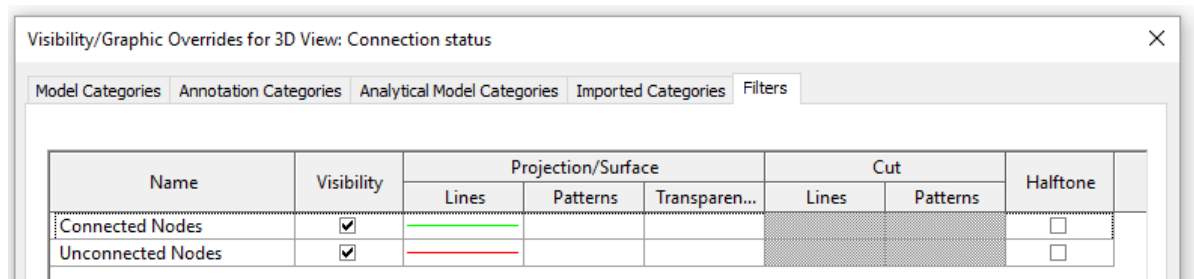 Visibility/Graphic Overrides for 3D View: Connection status
Model Categories Annotation Categories Analytical Model Categories Imported Categories Filters
Name Visibility Projection/Surface Cut Halftone
Lines Patterns Transparen... Lines Patterns
Connected Nodes
Unconnected Nodes